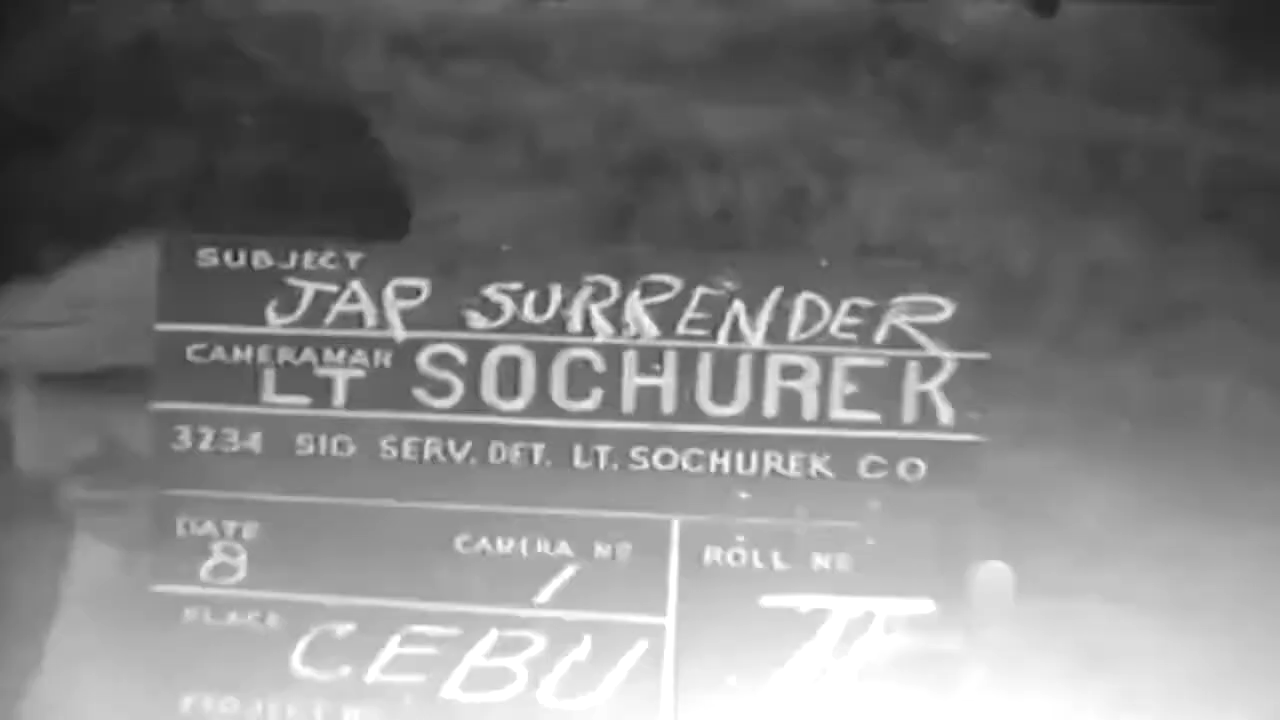 SUBJECT
JAP SURRENDER
CAMERAMAN
LT SOCHUREK
3234 SIG SERV. DET. LT. SOCHUREK CO
DATE
8
CAMERA Nº
1
ROLL Nº
PLACE
CEBU
PROJECT